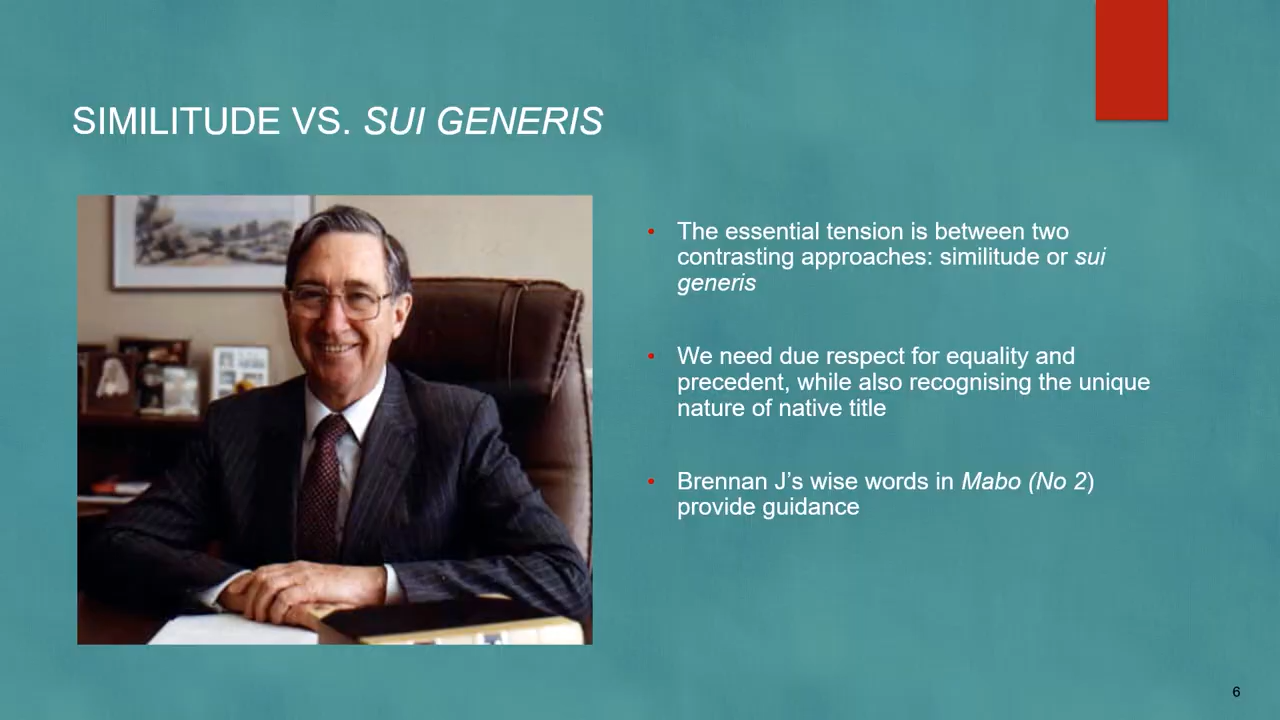 SIMILITUDE VS. SUI GENERIS
• The essential tension is between two
contrasting approaches: similitude or sui
generis
• We need due respect for equality and
precedent, while also recognising the unique
nature of native title
• Brennan J’s wise words in Mabo (No 2)
provide guidance
6